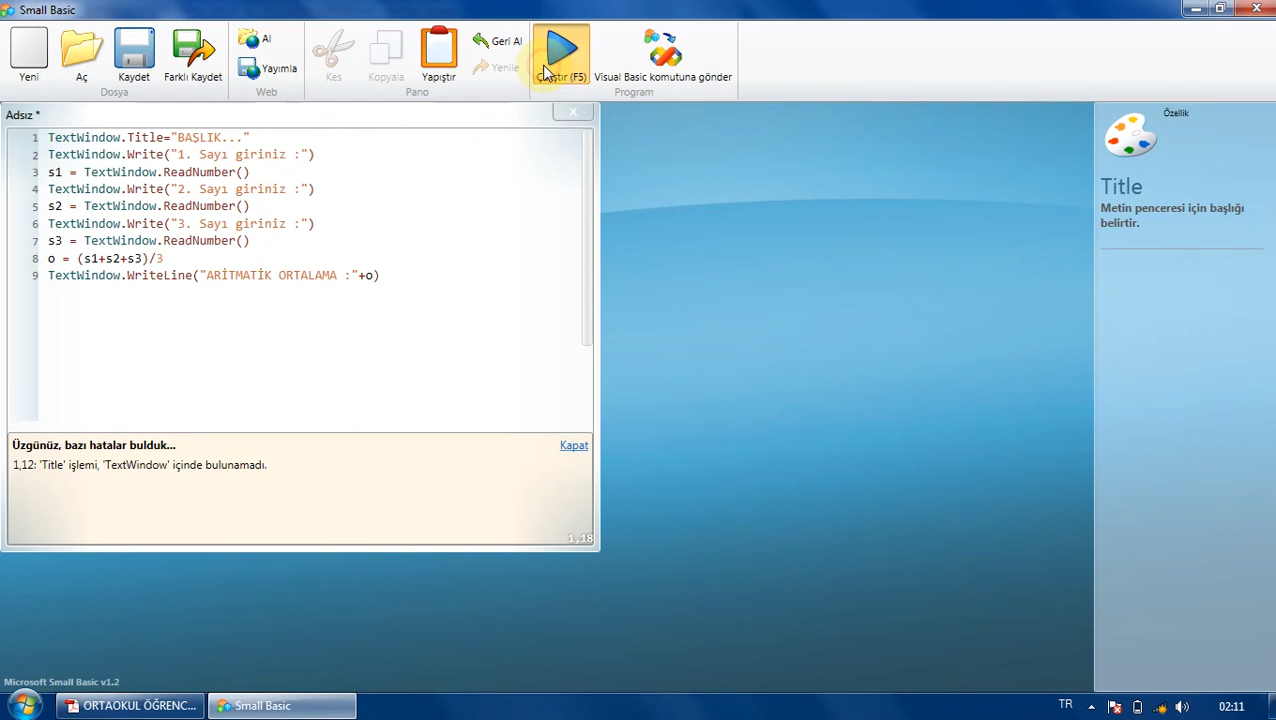 Small Basic
Yeni
Aç
Kaydet
Farklı Kaydet
Dosya
Al
Yayımla
Web
Kes
Kopyala
Yapıştır
Geri Al
Yenile
Pano
Çalıştır (F5)
Visual Basic komutuna gönder
Program
Adsız *
1 TextWindow.Title="BAŞLIK..."
2 TextWindow.Write("1. Sayı giriniz :")
3 s1 = TextWindow.ReadNumber()
4 TextWindow.Write("2. Sayı giriniz :")
5 s2 = TextWindow.ReadNumber()
6 TextWindow.Write("3. Sayı giriniz :")
7 s3 = TextWindow.ReadNumber()
8 o = (s1+s2+s3)/3
9 TextWindow.WriteLine("ARİTMATİK ORTALAMA :"+o)
Üzgünüz, bazı hatalar bulduk...
Kapat
1,12: 'Title' işlemi, 'TextWindow' içinde bulunamadı.
1,18
Özellik
Title
Metin penceresi için başlığı
belirtir.
Microsoft Small Basic v1.2
ORTAOKUL ÖĞRENC...
Small Basic
TR
02:11